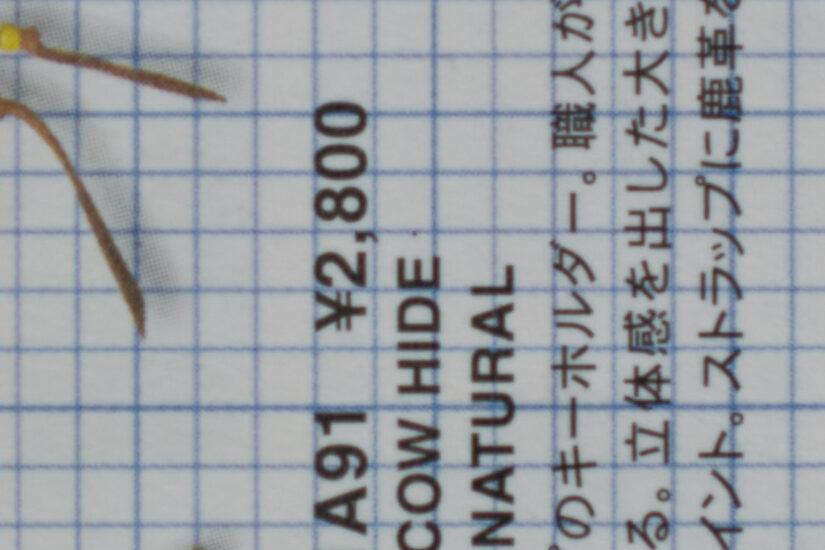 A91 ¥2,800
COW HIDE
NATURAL
のキーホルダー。職人が
る。立体感を出した大き
イント。ストラップに鹿革を